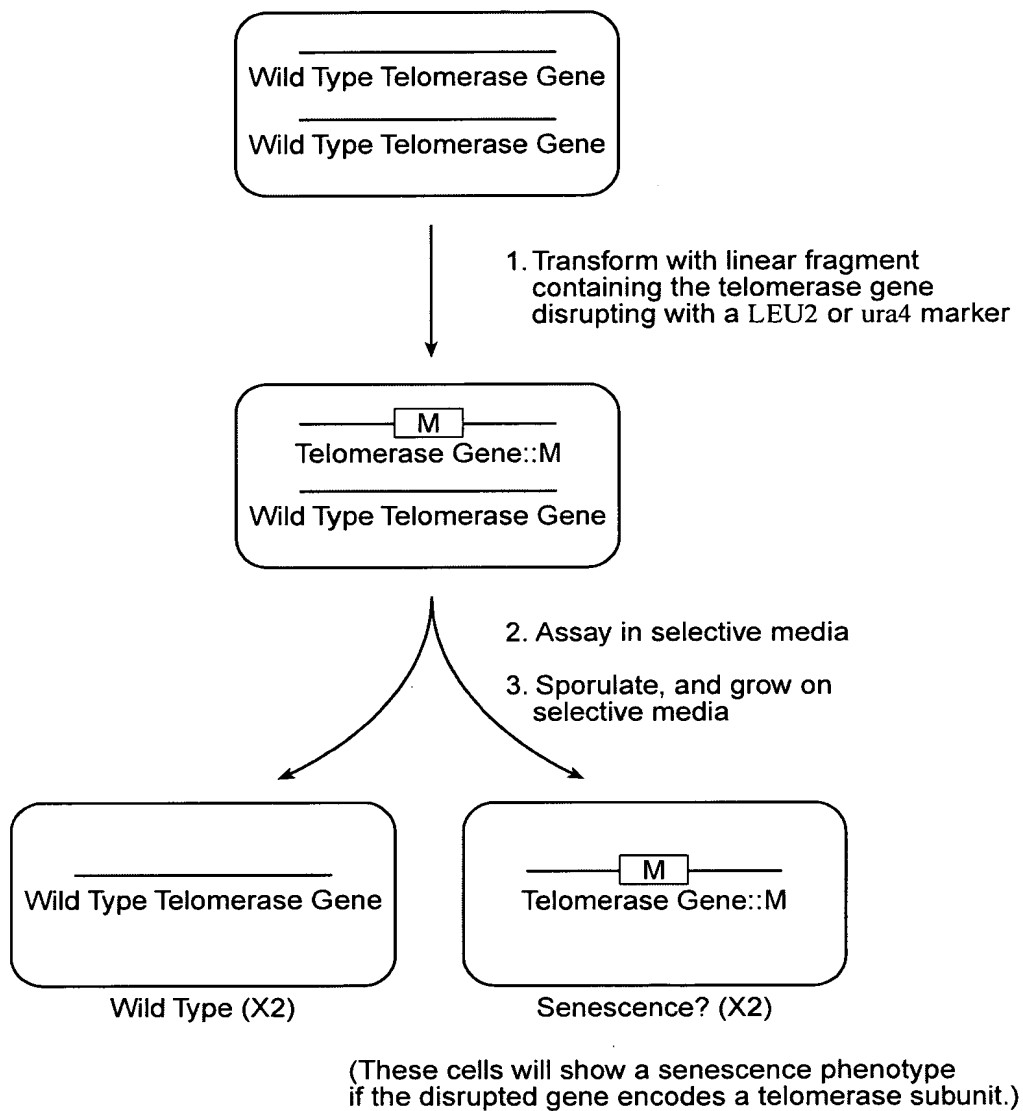 Wild Type Telomerase Gene
Wild Type Telomerase Gene
1. Transform with linear fragment
containing the telomerase gene
disrupting with a LEU2 or ura4 marker
M
Telomerase Gene::M
Wild Type Telomerase Gene
2. Assay in selective media
3. Sporulate, and grow on
selective media
Wild Type Telomerase Gene
Wild Type (X2)
M
Telomerase Gene::M
Senescence? (X2)
(These cells will show a senescence phenotype
if the disrupted gene encodes a telomerase subunit.)